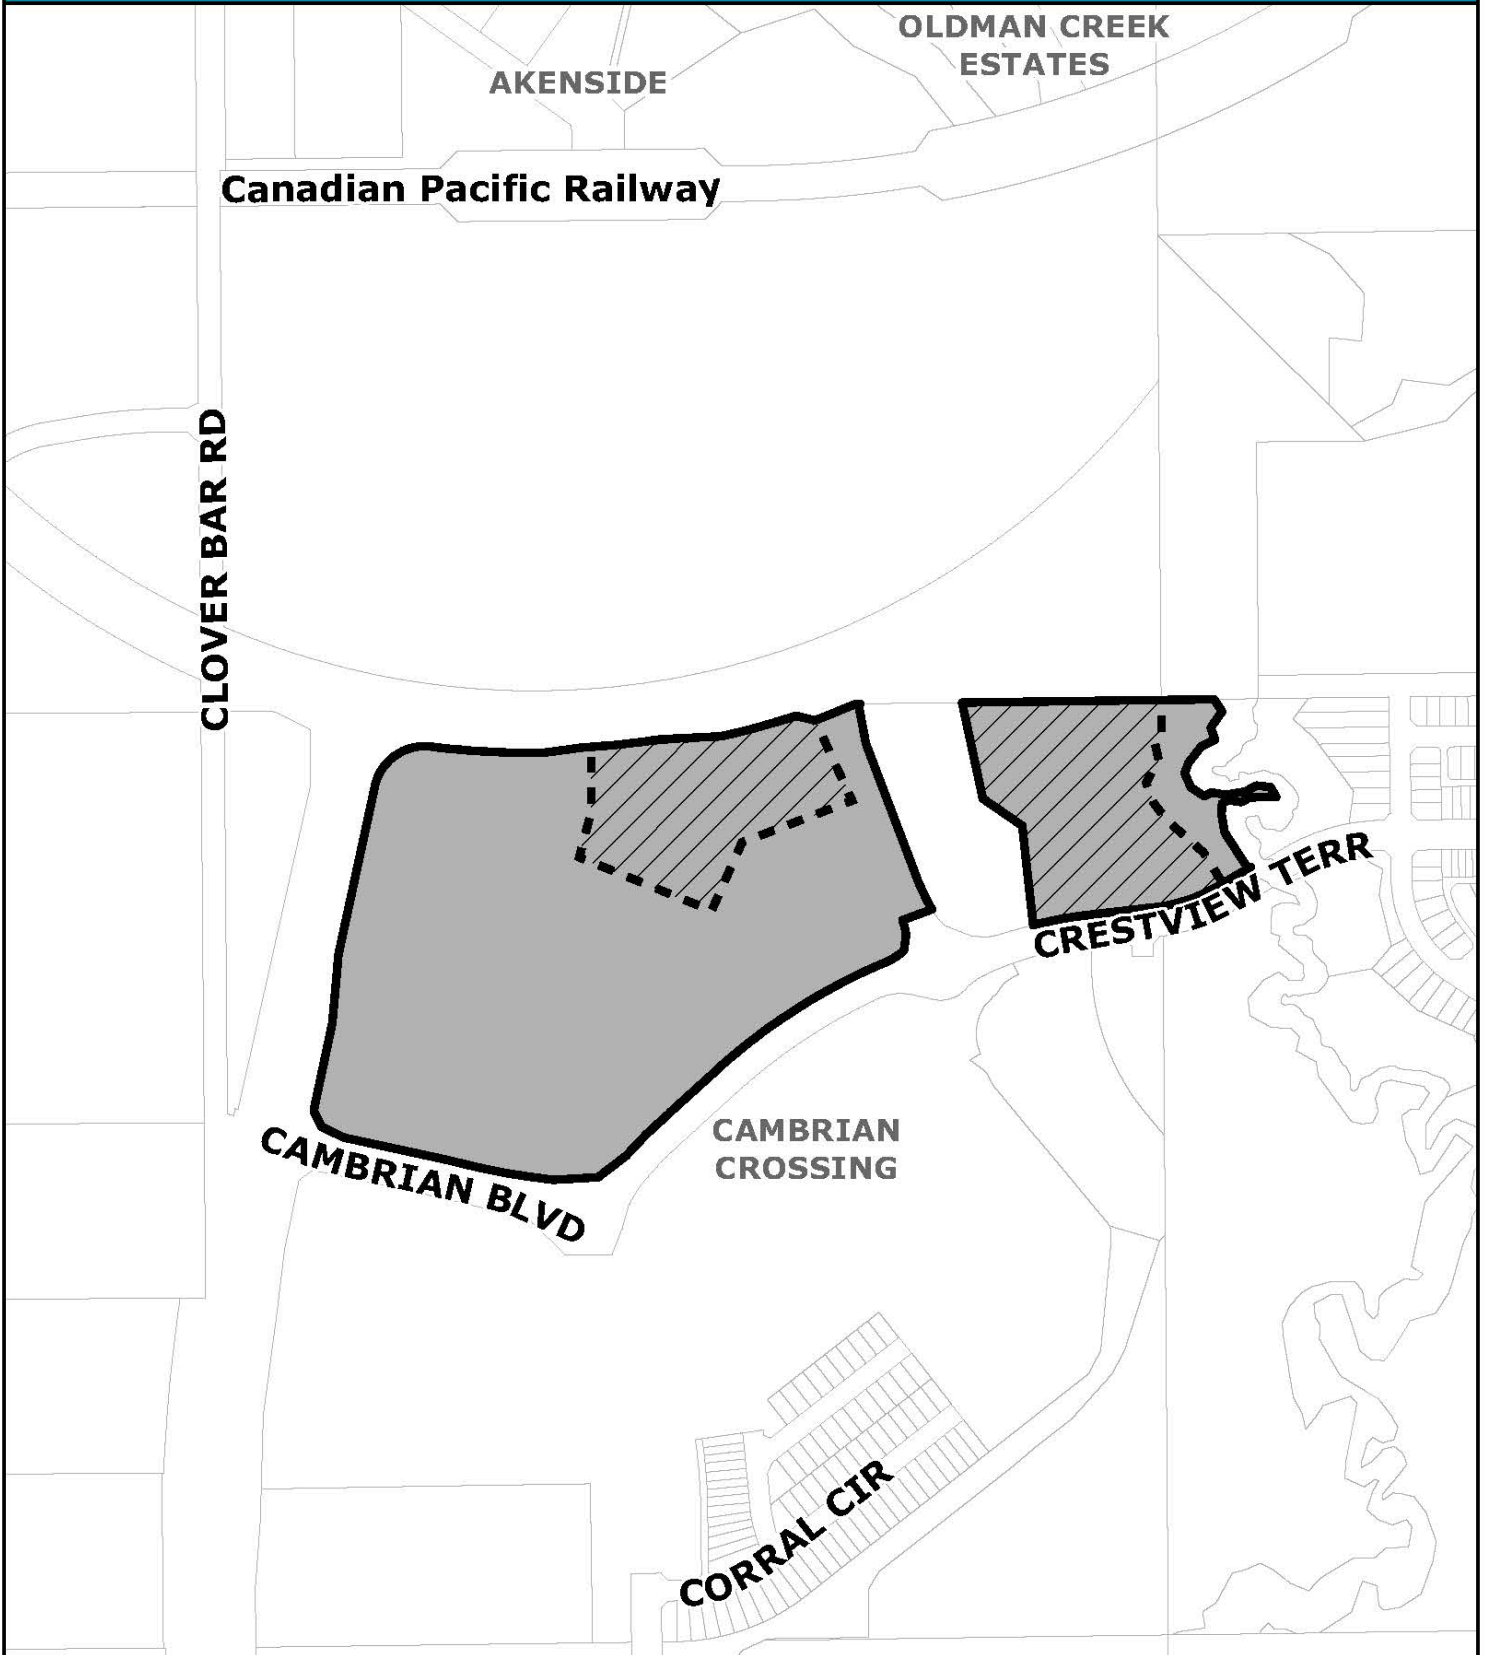 OLDMAN CREEK
ESTATES
AKENSIDE
Canadian Pacific Railway
CLOVER BAR RD
CRESTVIEW TERR
CAMBRIAN
CROSSING
CAMBRIAN BLVD
CORRAL CIR